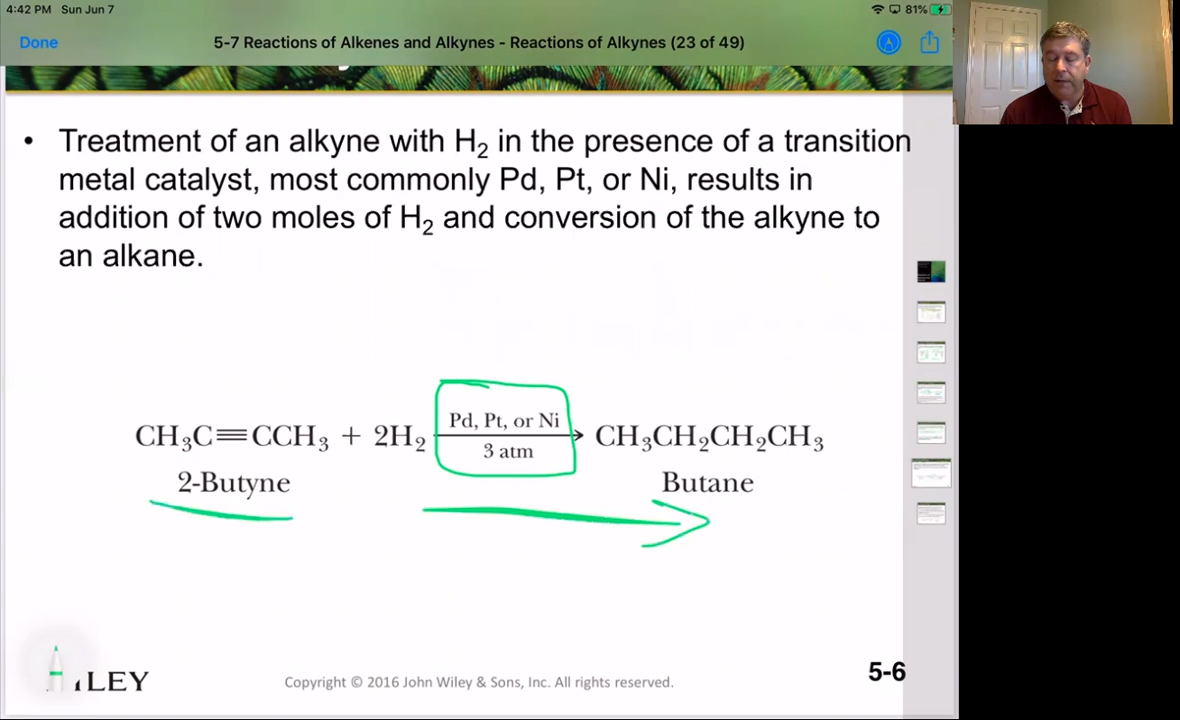 4:42 PM Sun Jun 7
81%
Done
5-7 Reactions of Alkenes and Alkynes - Reactions of Alkynes (23 of 49)
• Treatment of an alkyne with H₂ in the presence of a transition
metal catalyst, most commonly Pd, Pt, or Ni, results in
addition of two moles of H₂ and conversion of the alkyne to
an alkane.
Pd, Pt, or Ni
CH₃C≡CCH₃ + 2H₂ → CH₃CH₂CH₂CH₃
3 atm
2-Butyne Butane
LEY
Copyright © 2016 John Wiley & Sons, Inc. All rights reserved.
5-6